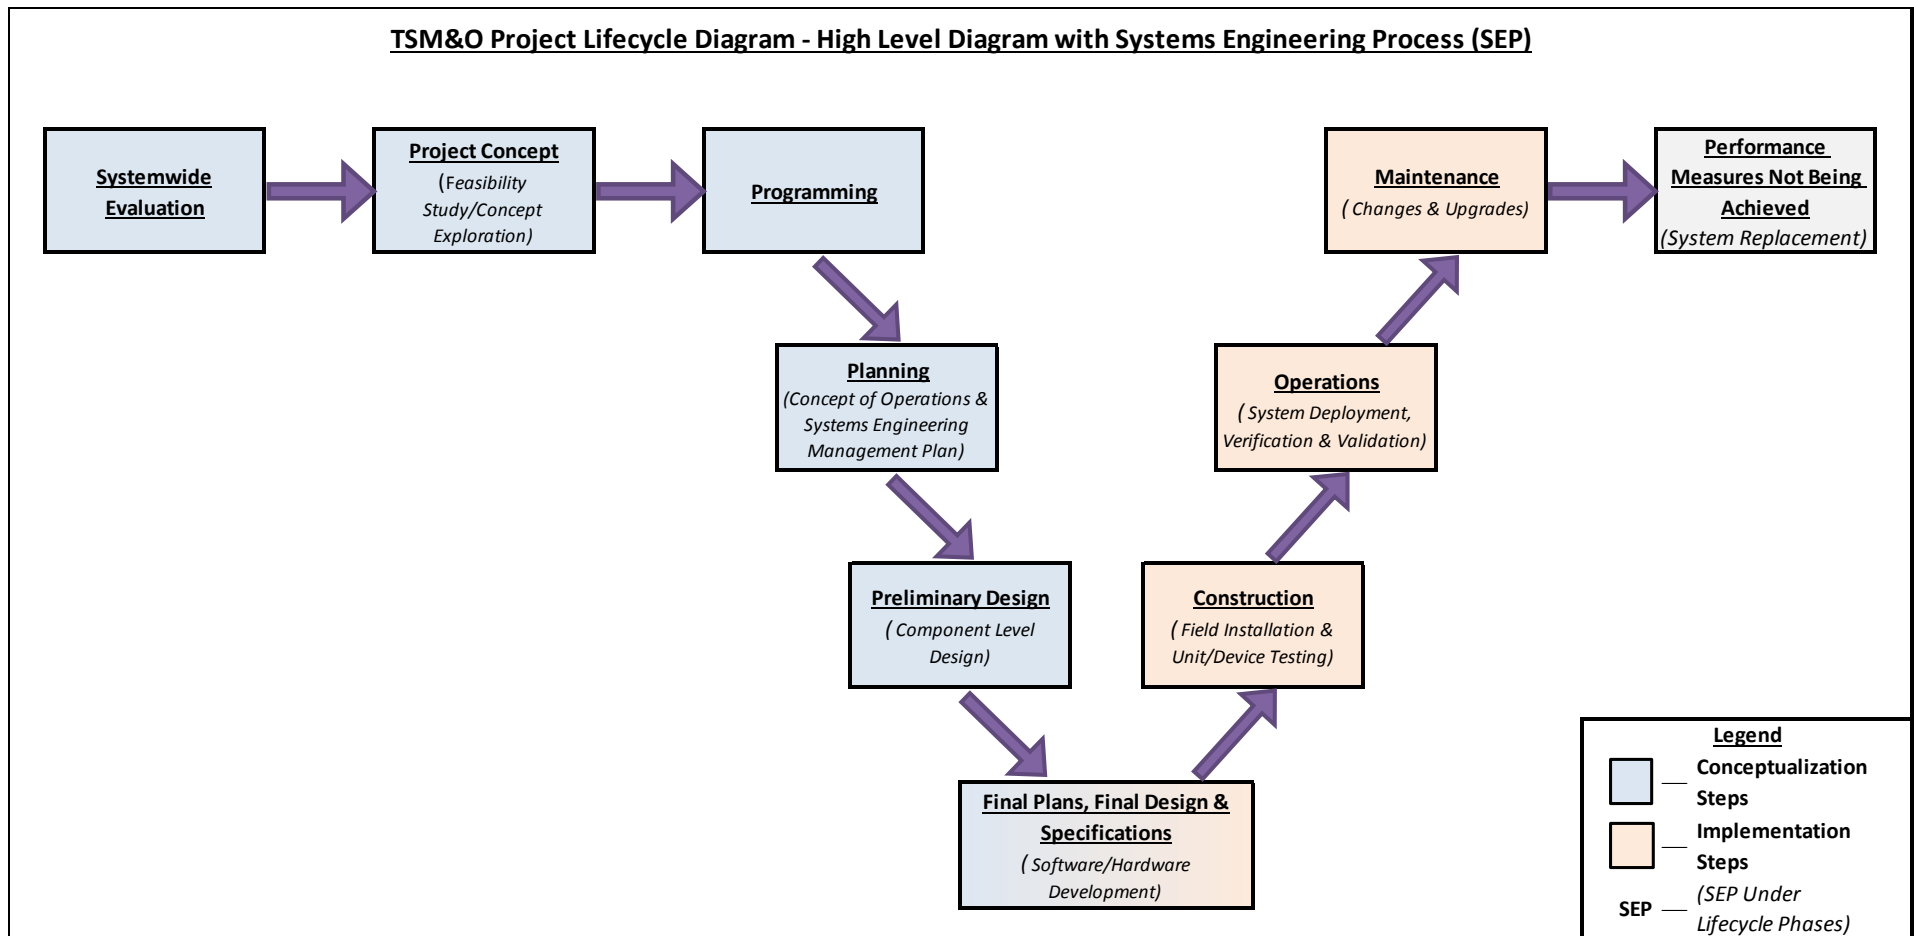 TSM&O Project Lifecycle Diagram - High Level Diagram with Systems Engineering Process (SEP)
Systemwide
Evaluation
Project Concept
(Feasibility
Study/Concept
Exploration)
Programming
Planning
(Concept of Operations &
Systems Engineering
Management Plan)
Preliminary Design
( Component Level
Design)
Final Plans, Final Design &
Specifications
( Software/Hardware
Development)
Construction
( Field Installation &
Unit/Device Testing)
Operations
( System Deployment,
Verification & Validation)
Maintenance
( Changes & Upgrades)
Performance
Measures Not Being
Achieved
(System Replacement)
Legend
Conceptualization
Steps
Implementation
Steps
SEP — (SEP Under
Lifecycle Phases)